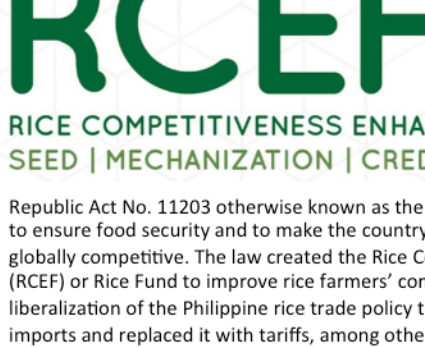 RCEF
RICE COMPETITIVENESS ENHA
SEED | MECHANIZATION | CRED
Republic Act No. 11203 otherwise known as the
to ensure food security and to make the country
globally competitive. The law created the Rice C
(RCEF) or Rice Fund to improve rice farmers’ com
liberalization of the Philippine rice trade policy t
imports and replaced it with tariffs, among othe